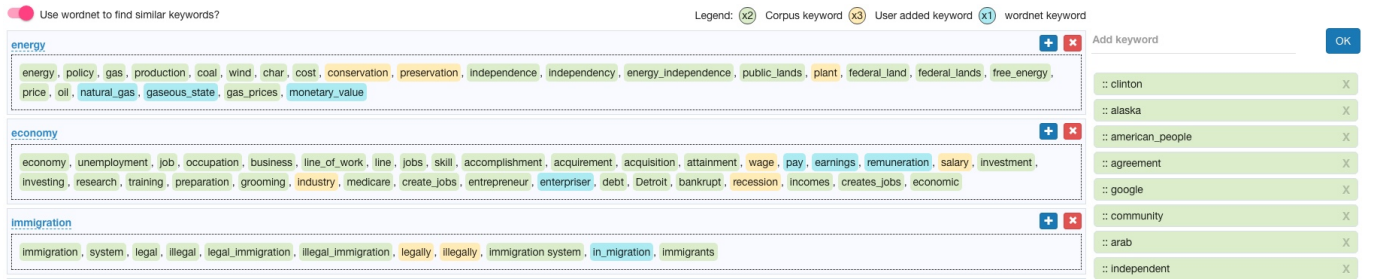 Use wordnet to find similar keywords?
Legend: x2 Corpus keyword x3 User added keyword x1 wordnet keyword
energy
energy, policy, gas, production, coal, wind, char, cost, conservation, preservation, independence, independency, energy_independence, public_lands, plant, federal_land, federal_lands, free_energy,
price, oil, natural_gas, gaseous_state, gas_prices, monetary_value
economy
economy, unemployment, job, occupation, business, line_of_work, line, jobs, skill, accomplishment, acquirement, acquisition, attainment, wage, pay, earnings, remuneration, salary, investment,
investing, research, training, preparation, grooming, industry, medicare, create_jobs, entrepreneur, enterpriser, debt, Detroit, bankrupt, recession, incomes, creates_jobs, economic
immigration
immigration, system, legal, illegal, legal_immigration, illegal_immigration, legally, illegally, immigration system, in_migration, immigrants
Add keyword
OK
:: clinton X
:: alaska X
:: american_people X
:: agreement X
:: google X
:: community X
:: arab X
:: independent X